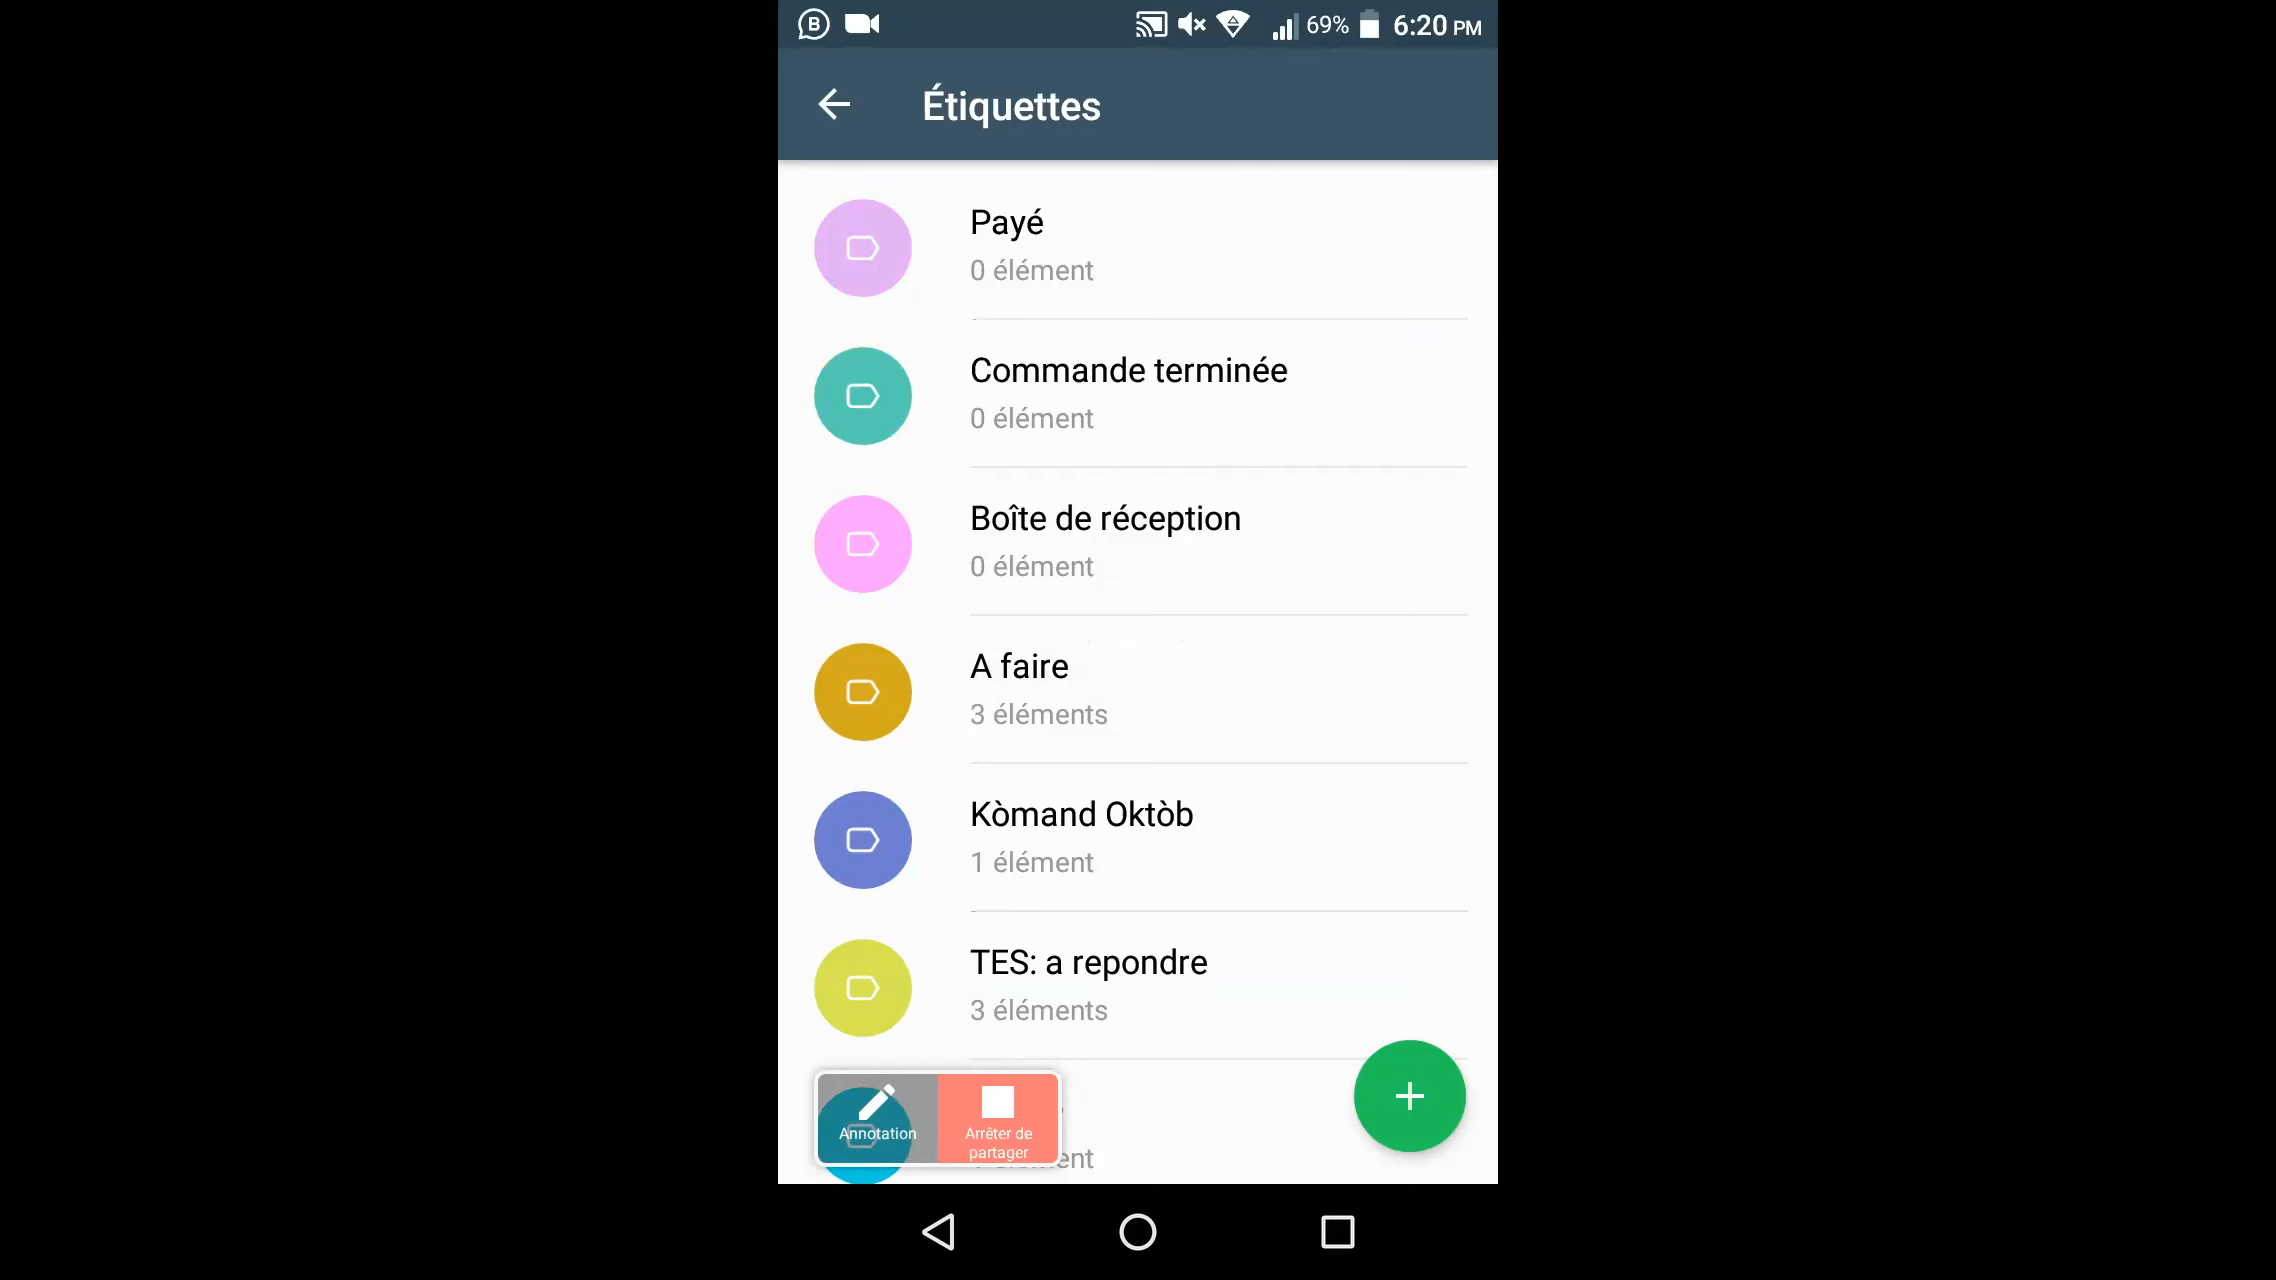 69% 6:20 PM
Étiquettes
Payé
0 élément
Commande terminée
0 élément
Boîte de réception
0 élément
A faire
3 éléments
Kòmand Oktòb
1 élément
TES: a repondre
3 éléments
Annotation
Arrêter de
partager